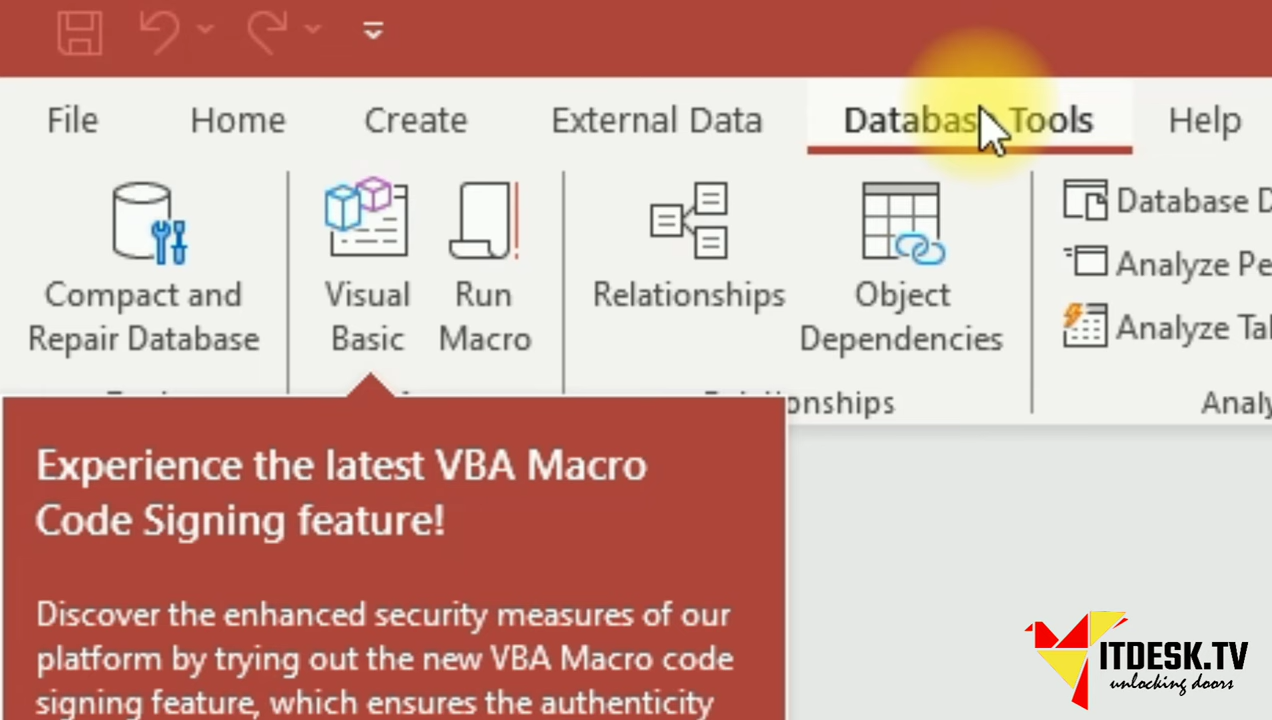 File Home Create External Data Database Tools Help
Compact and Repair Database
Visual Basic
Run Macro
Relationships
Object Dependencies
Database D
Analyze Pe
Analyze Tal
onships
Analy
Experience the latest VBA Macro
Code Signing feature!
Discover the enhanced security measures of our
platform by trying out the new VBA Macro code
signing feature, which ensures the authenticity
ITDESK.TV
unlocking doors